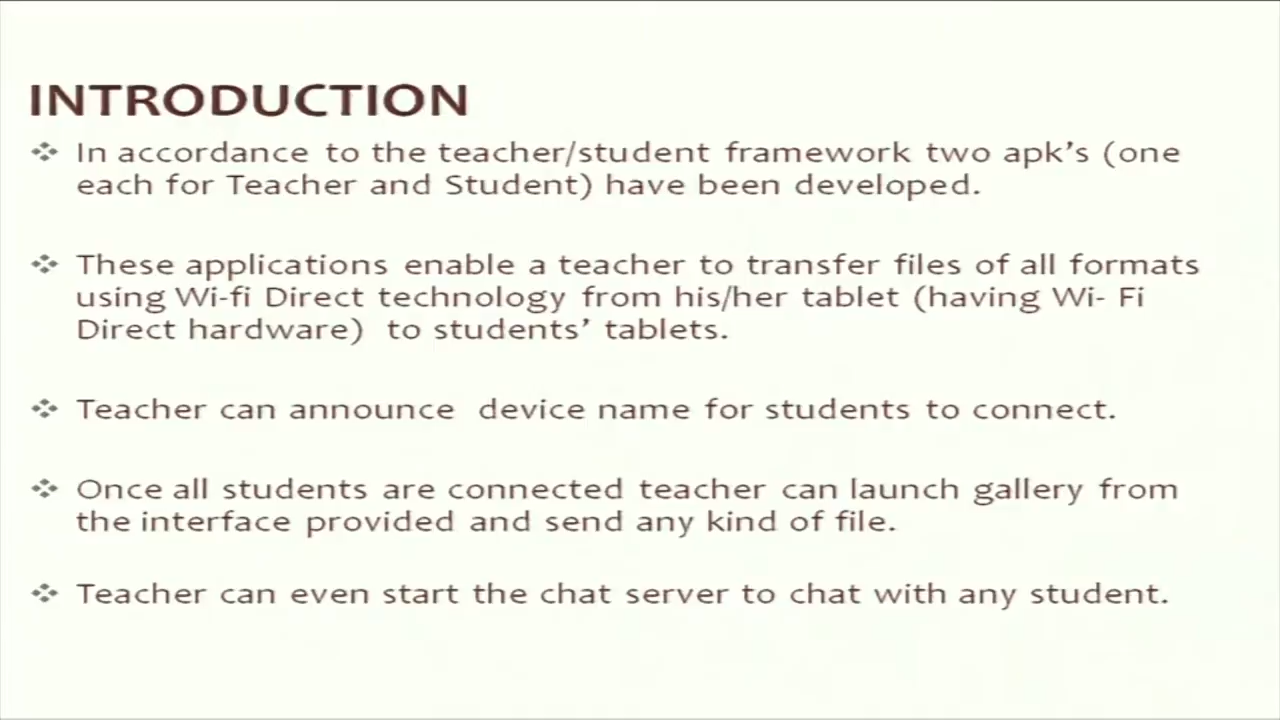 INTRODUCTION
In accordance to the teacher/student framework two apk’s (one
each for Teacher and Student) have been developed.
These applications enable a teacher to transfer files of all formats
using Wi-fi Direct technology from his/her tablet (having Wi- Fi
Direct hardware) to students’ tablets.
Teacher can announce device name for students to connect.
Once all students are connected teacher can launch gallery from
the interface provided and send any kind of file.
Teacher can even start the chat server to chat with any student.